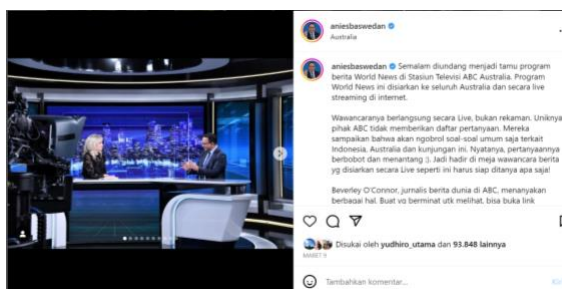 aniesbaswedan
Australia
aniesbaswedan Semalam diundang menjadi tamu program
berita World News di Stasiun Televisi ABC Australia. Program
World News ini disiarkan ke seluruh Australia dan secara live
streaming di internet.
Wawancaranya berlangsung secara Live, bukan rekaman. Uniknya
pihak ABC tidak memberikan daftar pertanyaan. Mereka
sampaikan bahwa akan ngobrol soal-soal umum saja terkait
Indonesia, Australia dan kunjungan ini. Nyatanya, pertanyaannya
berbobot dan menantang :). Jadi hadir di meja wawancara berita
yg disiarkan secara Live seperti ini harus siap ditanya apa saja!
Beverley O'Connor, jurnalis berita dunia di ABC, menanyakan
berbagai hal. Buat yg berminat utk melihat, bisa buka link
Disukai oleh yudhiro_utama dan 93.848 lainnya
MARET 9
Tambahkan komentar...